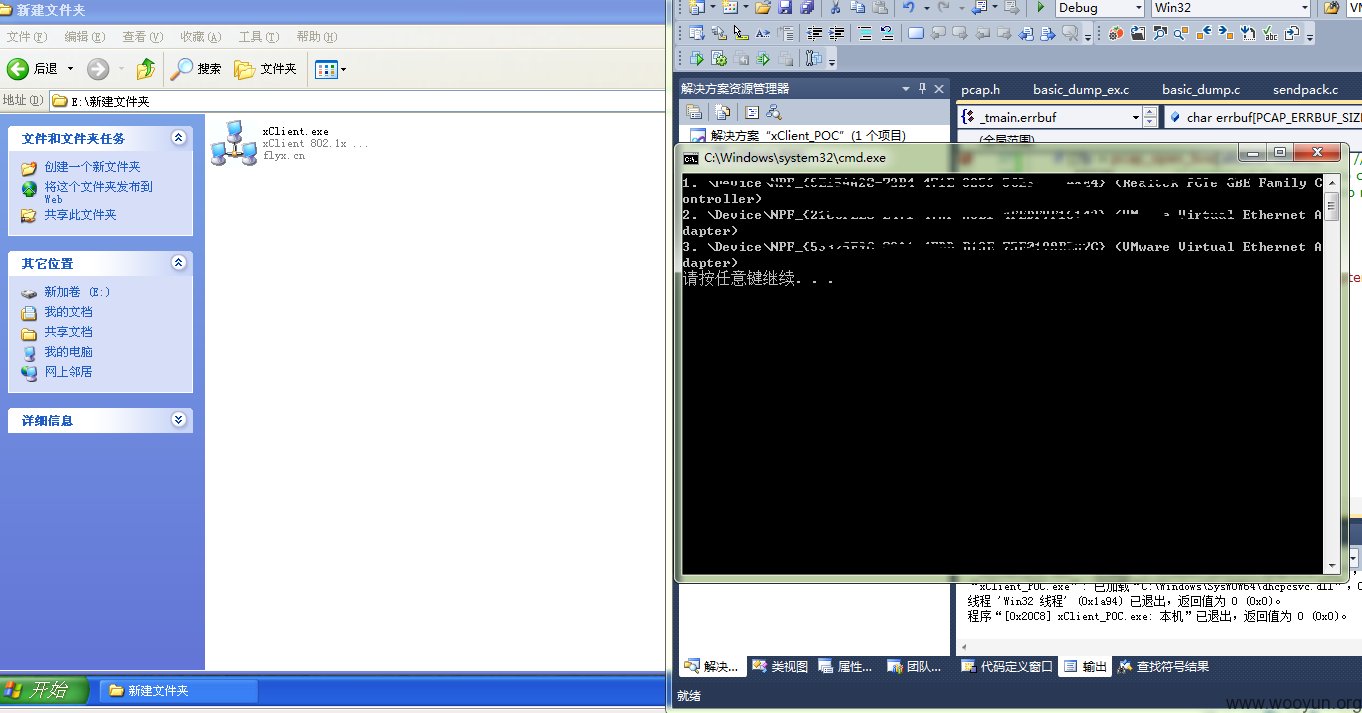 新建文件夹
文件(F) 编辑(E) 查看(V) 收藏(A) 工具(T) 帮助(H)
后退 搜索 文件夹
地址(D) E:\新建文件夹
文件和文件夹任务
创建一个新文件夹
将这个文件夹发布到
Web
共享此文件夹
其它位置
新加卷 (E:)
我的文档
共享文档
我的电脑
网上邻居
详细信息
xClient.exe
xClient 802.1x ...
flyx.cn
开始 新建文件夹
Debug Win32
解决方案资源管理器
解决方案“xClient_POC”(1 个项目)
pcap.h basic_dump_ex.c basic_dump.c sendpack.c
_tmain.errbuf char errbuf[PCAP_ERRBUF_SIZE
(全局范围)
C:\Windows\system32\cmd.exe
1. \Device\NPF_ (Realtek PCIe GBE Family C
ontroller)
2. \Device\NPF_ Virtual Ethernet A
dapter)
3. \Device\NPF_ (VMware Virtual Ethernet A
dapter)
请按任意键继续. . .
“xClient_POC.exe”: 已加载“C:\Windows\SysWOW64\dhcpcsvc.dll”,
线程 'Win32 线程' (0x1a94) 已退出，返回值为 0 (0x0)。
程序“[0x20C8] xClient_POC.exe: 本机”已退出，返回值为 0 (0x0)。
解决... 类视图 属性... 团队... 代码定义窗口 输出 查找符号结果
就绪
www.wooyun.org